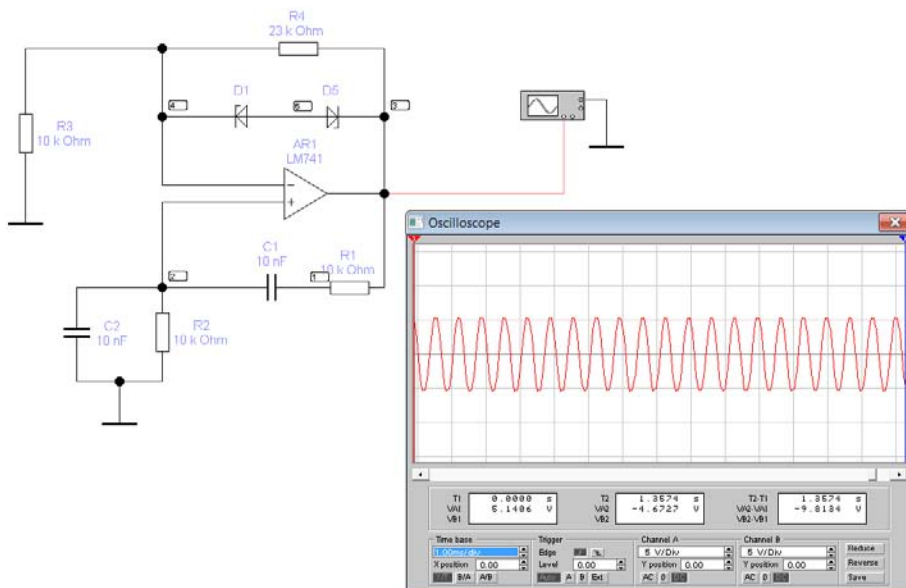 R4
23 k Ohm
D1
D5
4
3
R3
10 k Ohm
AR1
LM741
C1
10 nF
R1
10 k Ohm
2
1
C2
10 nF
R2
10 k Ohm
Oscilloscope
T1 0.0000 s
VA1 5.1406 V
VB1
T2 1.3574 s
VA2 -4.6727 V
VB2
T2-T1 1.3574 s
VA2-VA1 -9.8134 V
VB2-VB1
Time base
1.00ms/div
X position 0.00
B/A A/B
Trigger
Edge
Level 0.00
Auto A B Ext
Channel A
5 V/Div
Y position 0.00
AC 0 DC
Channel B
5 V/Div
Y position 0.00
AC 0 DC
Reduce
Reverse
Save